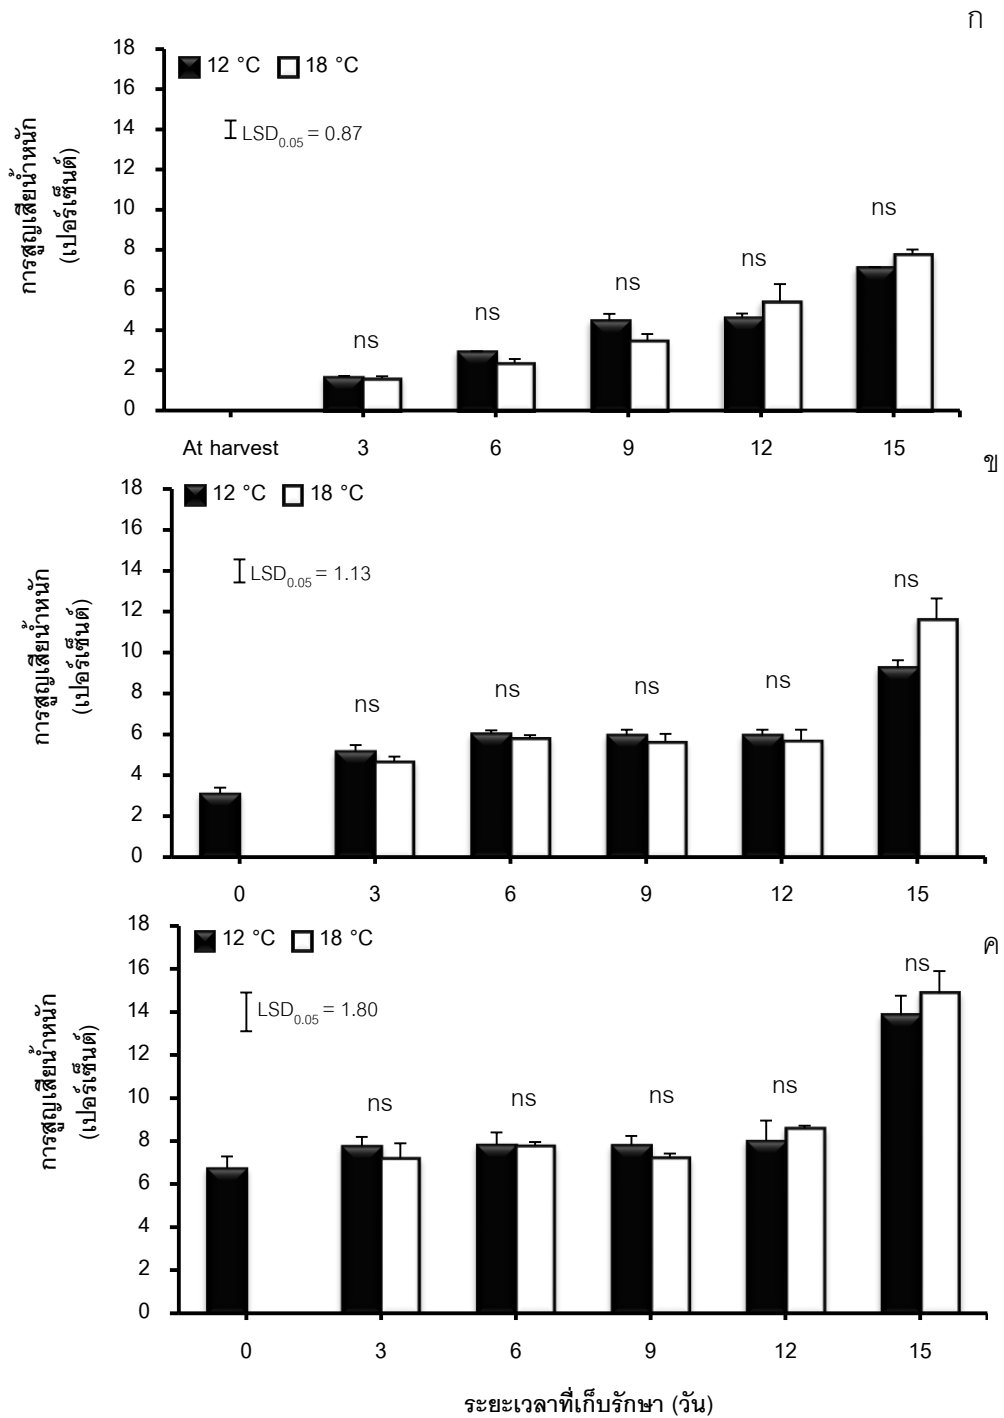 ก
18
16
14
12
10
8
6
4
2
0
การสูญเสียน้ำหนัก
(เปอร์เซ็นต์)
12 °C 18 °C
LSD0.05 = 0.87
ns ns ns ns ns
At harvest 3 6 9 12 15
ข
18
16
14
12
10
8
6
4
2
0
การสูญเสียน้ำหนัก
(เปอร์เซ็นต์)
12 °C 18 °C
LSD0.05 = 1.13
ns ns ns ns ns
0 3 6 9 12 15
ค
18
16
14
12
10
8
6
4
2
0
การสูญเสียน้ำหนัก
(เปอร์เซ็นต์)
12 °C 18 °C
LSD0.05 = 1.80
ns ns ns ns ns
0 3 6 9 12 15
ระยะเวลาที่เก็บรักษา (วัน)